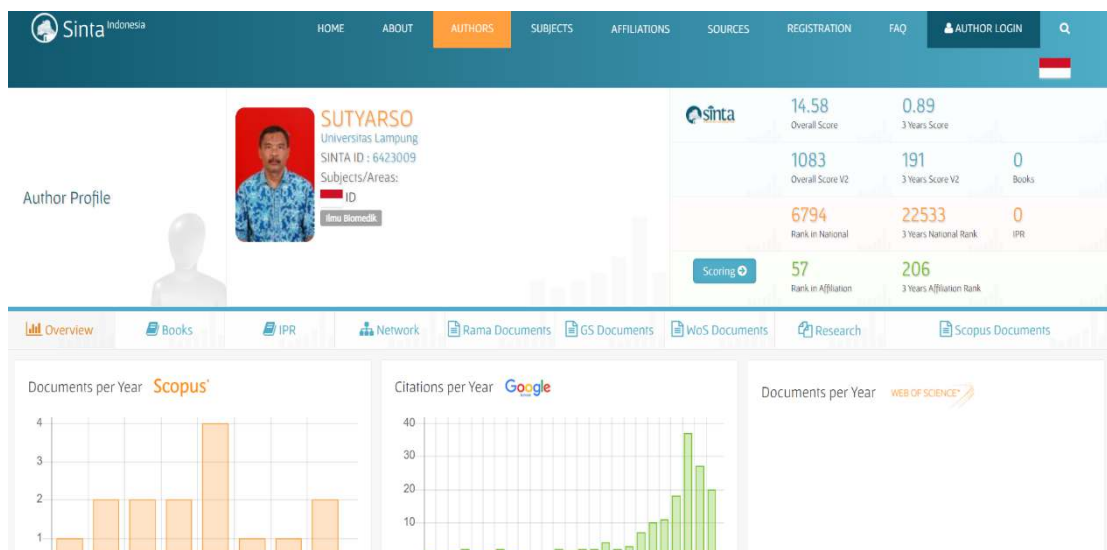 Sinta Indonesia
HOME ABOUT AUTHORS SUBJECTS AFFILIATIONS SOURCES REGISTRATION FAQ AUTHOR LOGIN
Author Profile
SUTYARSO
Universitas Lampung
SINTA ID : 6423009
Subjects/Areas:
ID
Ilmu Biomedik
sinta
14.58 0.89
Overall Score 3 Years Score
1083 191 0
Overall Score V2 3 Years Score V2 Books
6794 22533 0
Rank in National 3 Years National Rank IPR
Scoring
57 206
Rank in Affiliation 3 Years Affiliation Rank
Overview Books IPR Network Rama Documents GS Documents WoS Documents Research Scopus Documents
Documents per Year Scopus
4
3
2
1
Citations per Year Google
40
30
20
10
Documents per Year WEB OF SCIENCE™